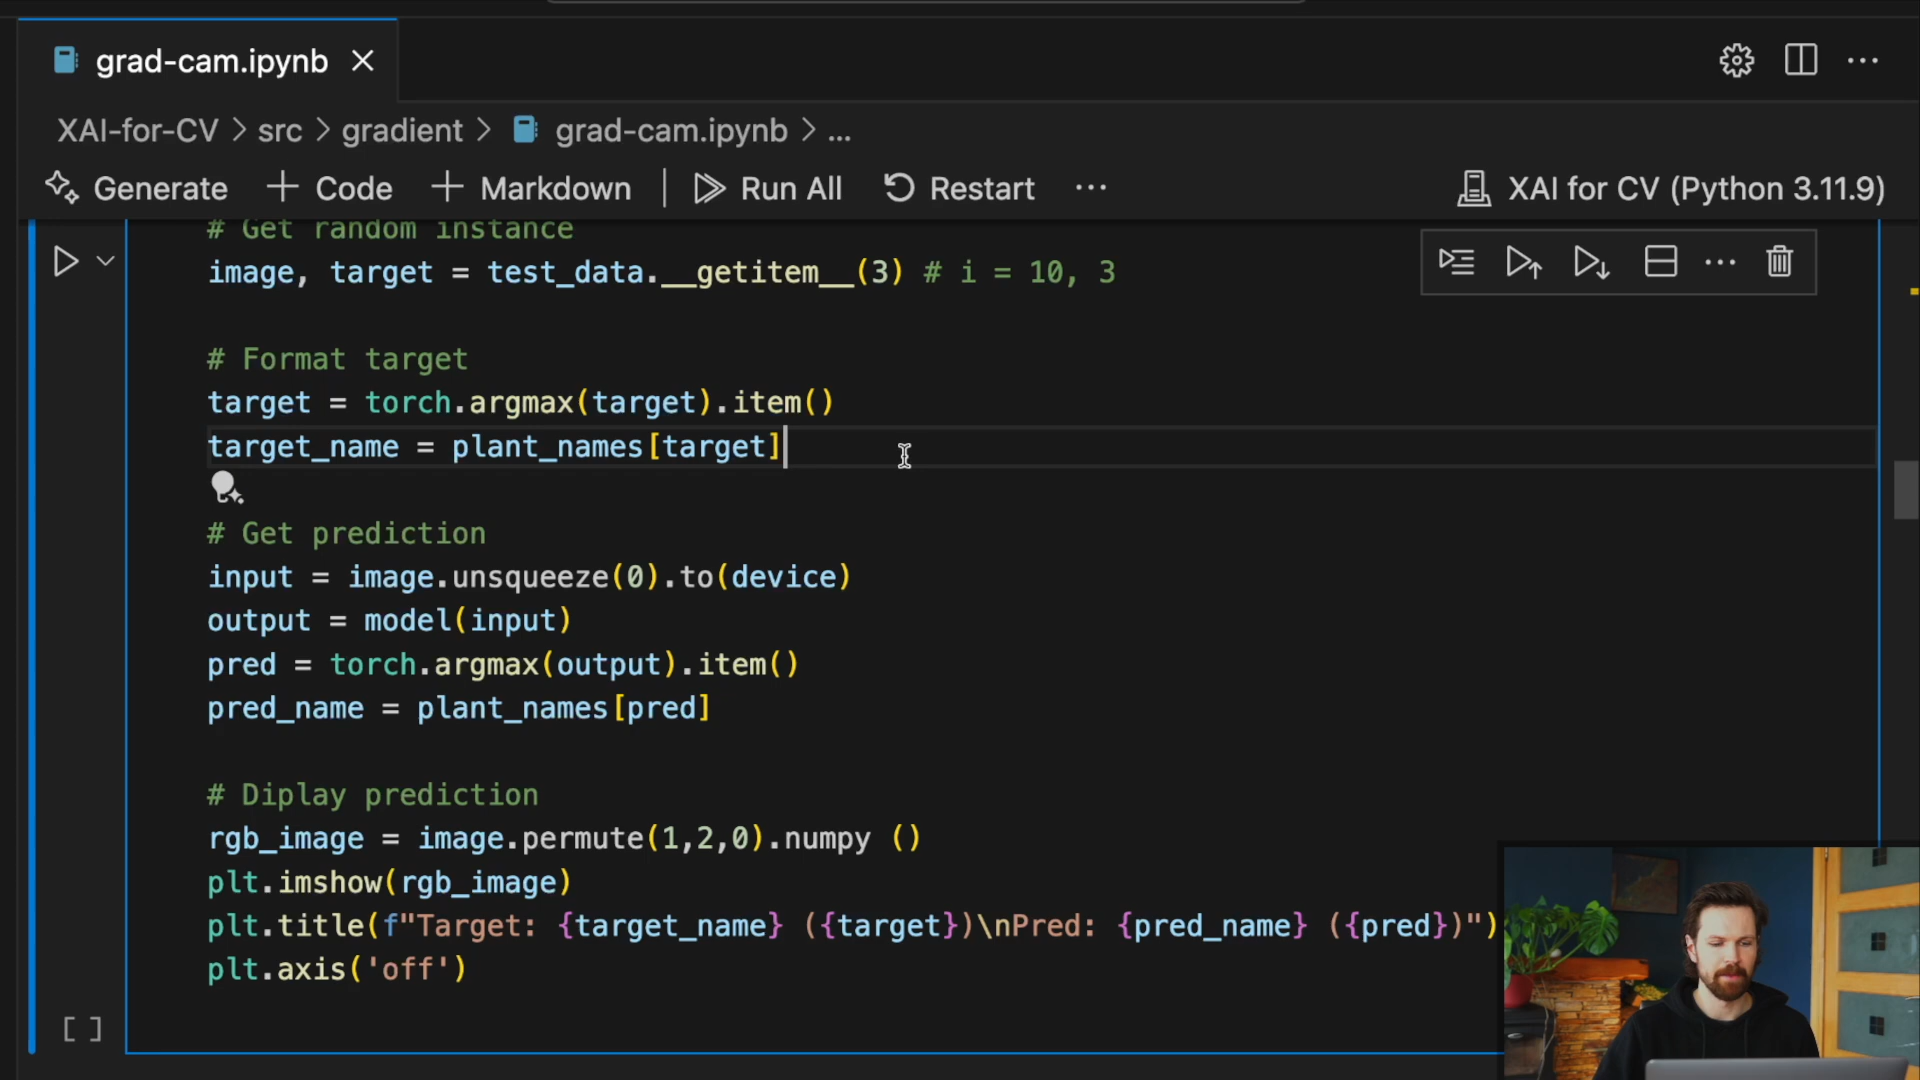 grad-cam.ipynb
XAI-for-CV > src > gradient > grad-cam.ipynb > ...
Generate + Code + Markdown | Run All Restart ... XAI for CV (Python 3.11.9)
# Get random instance
image, target = test_data.__getitem__(3) # i = 10, 3
# Format target
target = torch.argmax(target).item()
target_name = plant_names[target]
# Get prediction
input = image.unsqueeze(0).to(device)
output = model(input)
pred = torch.argmax(output).item()
pred_name = plant_names[pred]
# Diplay prediction
rgb_image = image.permute(1,2,0).numpy ()
plt.imshow(rgb_image)
plt.title(f"Target: {target_name} ({target})\nPred: {pred_name} ({pred})")
plt.axis('off')
[ ]